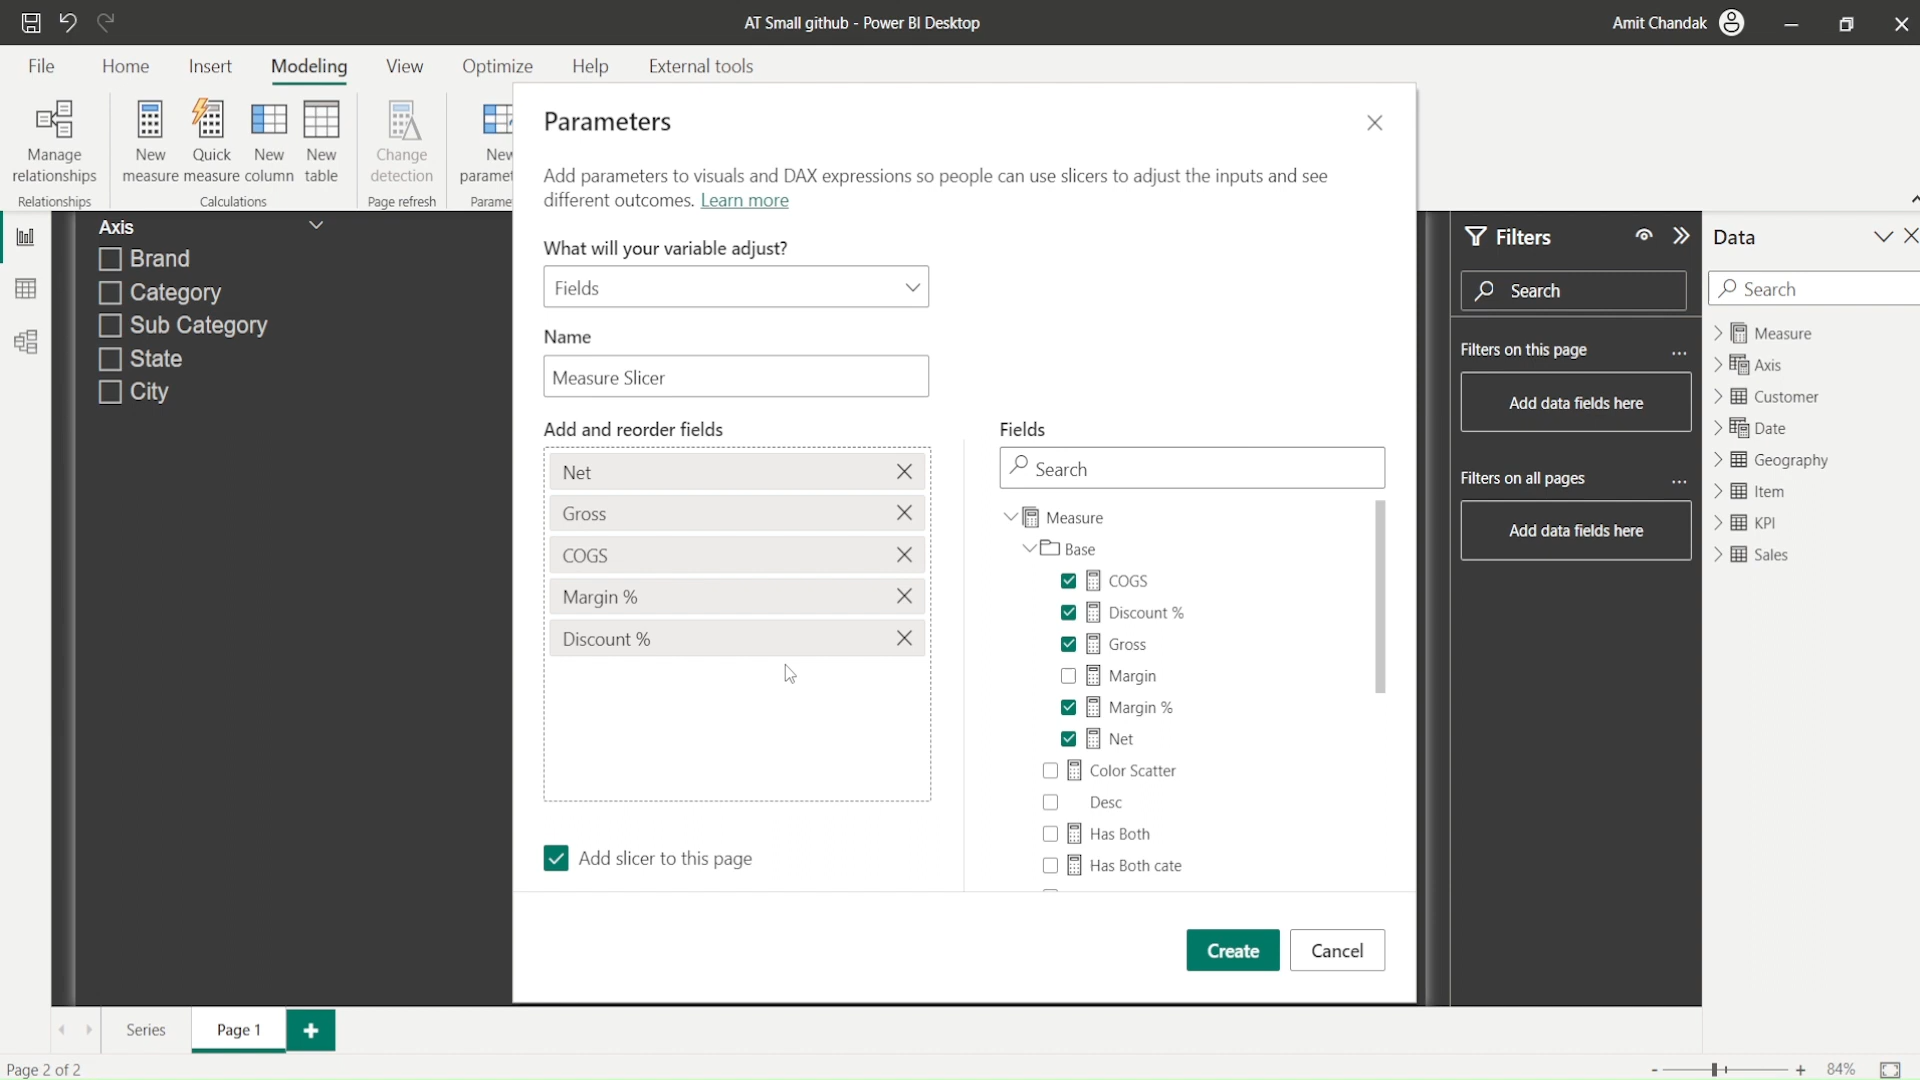 AT Small github - Power BI Desktop
Amit Chandak
File
Home
Insert
Modeling
View
Optimize
Help
External tools
Manage
relationships
New
measure
Quick
measure
New
column
New
table
Change
detection
New
paramet
Relationships
Calculations
Page refresh
Parame
Axis
Brand
Category
Sub Category
State
City
Parameters
Add parameters to visuals and DAX expressions so people can use slicers to adjust the inputs and see
different outcomes. Learn more
What will your variable adjust?
Fields
Name
Measure Slicer
Add and reorder fields
Net
Gross
COGS
Margin %
Discount %
Add slicer to this page
Fields
Search
Measure
Base
COGS
Discount %
Gross
Margin
Margin %
Net
Color Scatter
Desc
Has Both
Has Both cate
Create
Cancel
Filters
Search
Filters on this page
...
Add data fields here
Filters on all pages
...
Add data fields here
Data
Search
Measure
Axis
Customer
Date
Geography
Item
KPI
Sales
Series
Page 1
Page 2 of 2
- + 84%